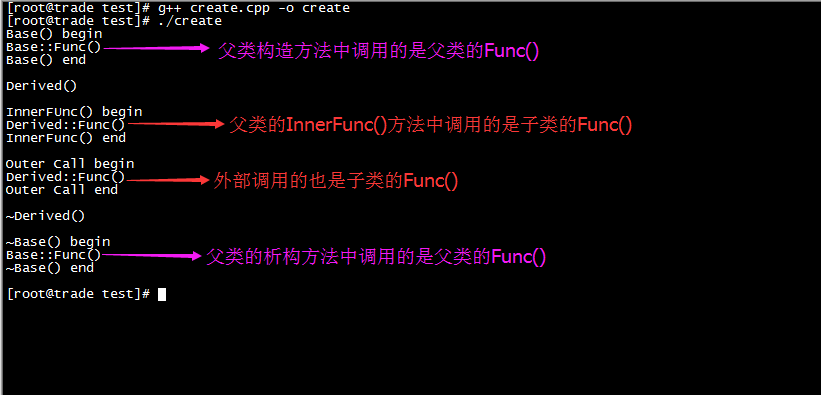 [root@trade test]# g++ create.cpp -o create
[root@trade test]# ./create
Base() begin
Base::Func() 父类构造方法中调用的是父类的Func()
Base() end
Derived()
InnerFUnc() begin
Derived::Func() 父类的InnerFunc()方法中调用的是子类的Func()
InnerFunc() end
Outer Call begin
Derived::Func() 外部调用的也是子类的Func()
Outer Call end
~Derived()
~Base() begin
Base::Func() 父类的析构方法中调用的是父类的Func()
~Base() end
[root@trade test]#